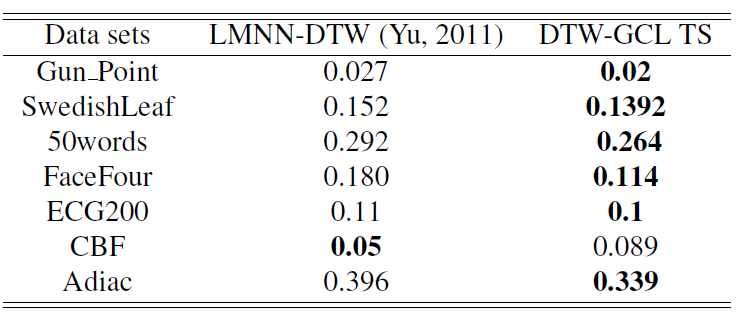 Data sets LMNN-DTW (Yu, 2011) DTW-GCL TS
Gun_Point 0.027 0.02
SwedishLeaf 0.152 0.1392
50words 0.292 0.264
FaceFour 0.180 0.114
ECG200 0.11 0.1
CBF 0.05 0.089
Adiac 0.396 0.339